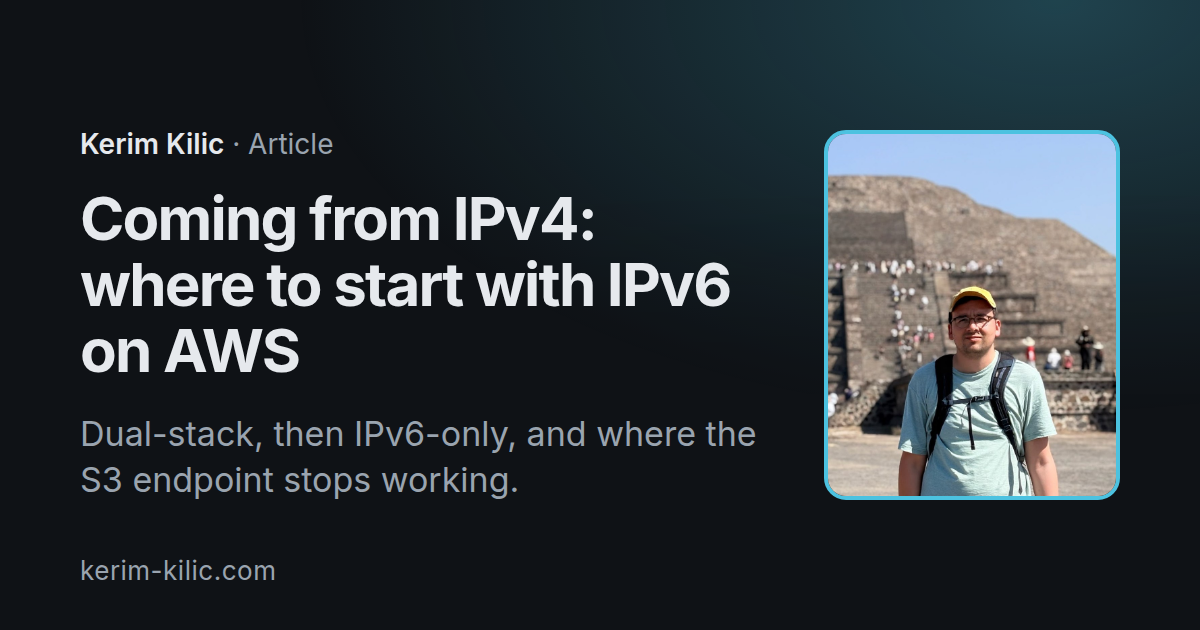 Kerim Kilic · Article
Coming from IPv4:
where to start with IPv6
on AWS
Dual-stack, then IPv6-only, and where the
S3 endpoint stops working.
kerim-kilic.com